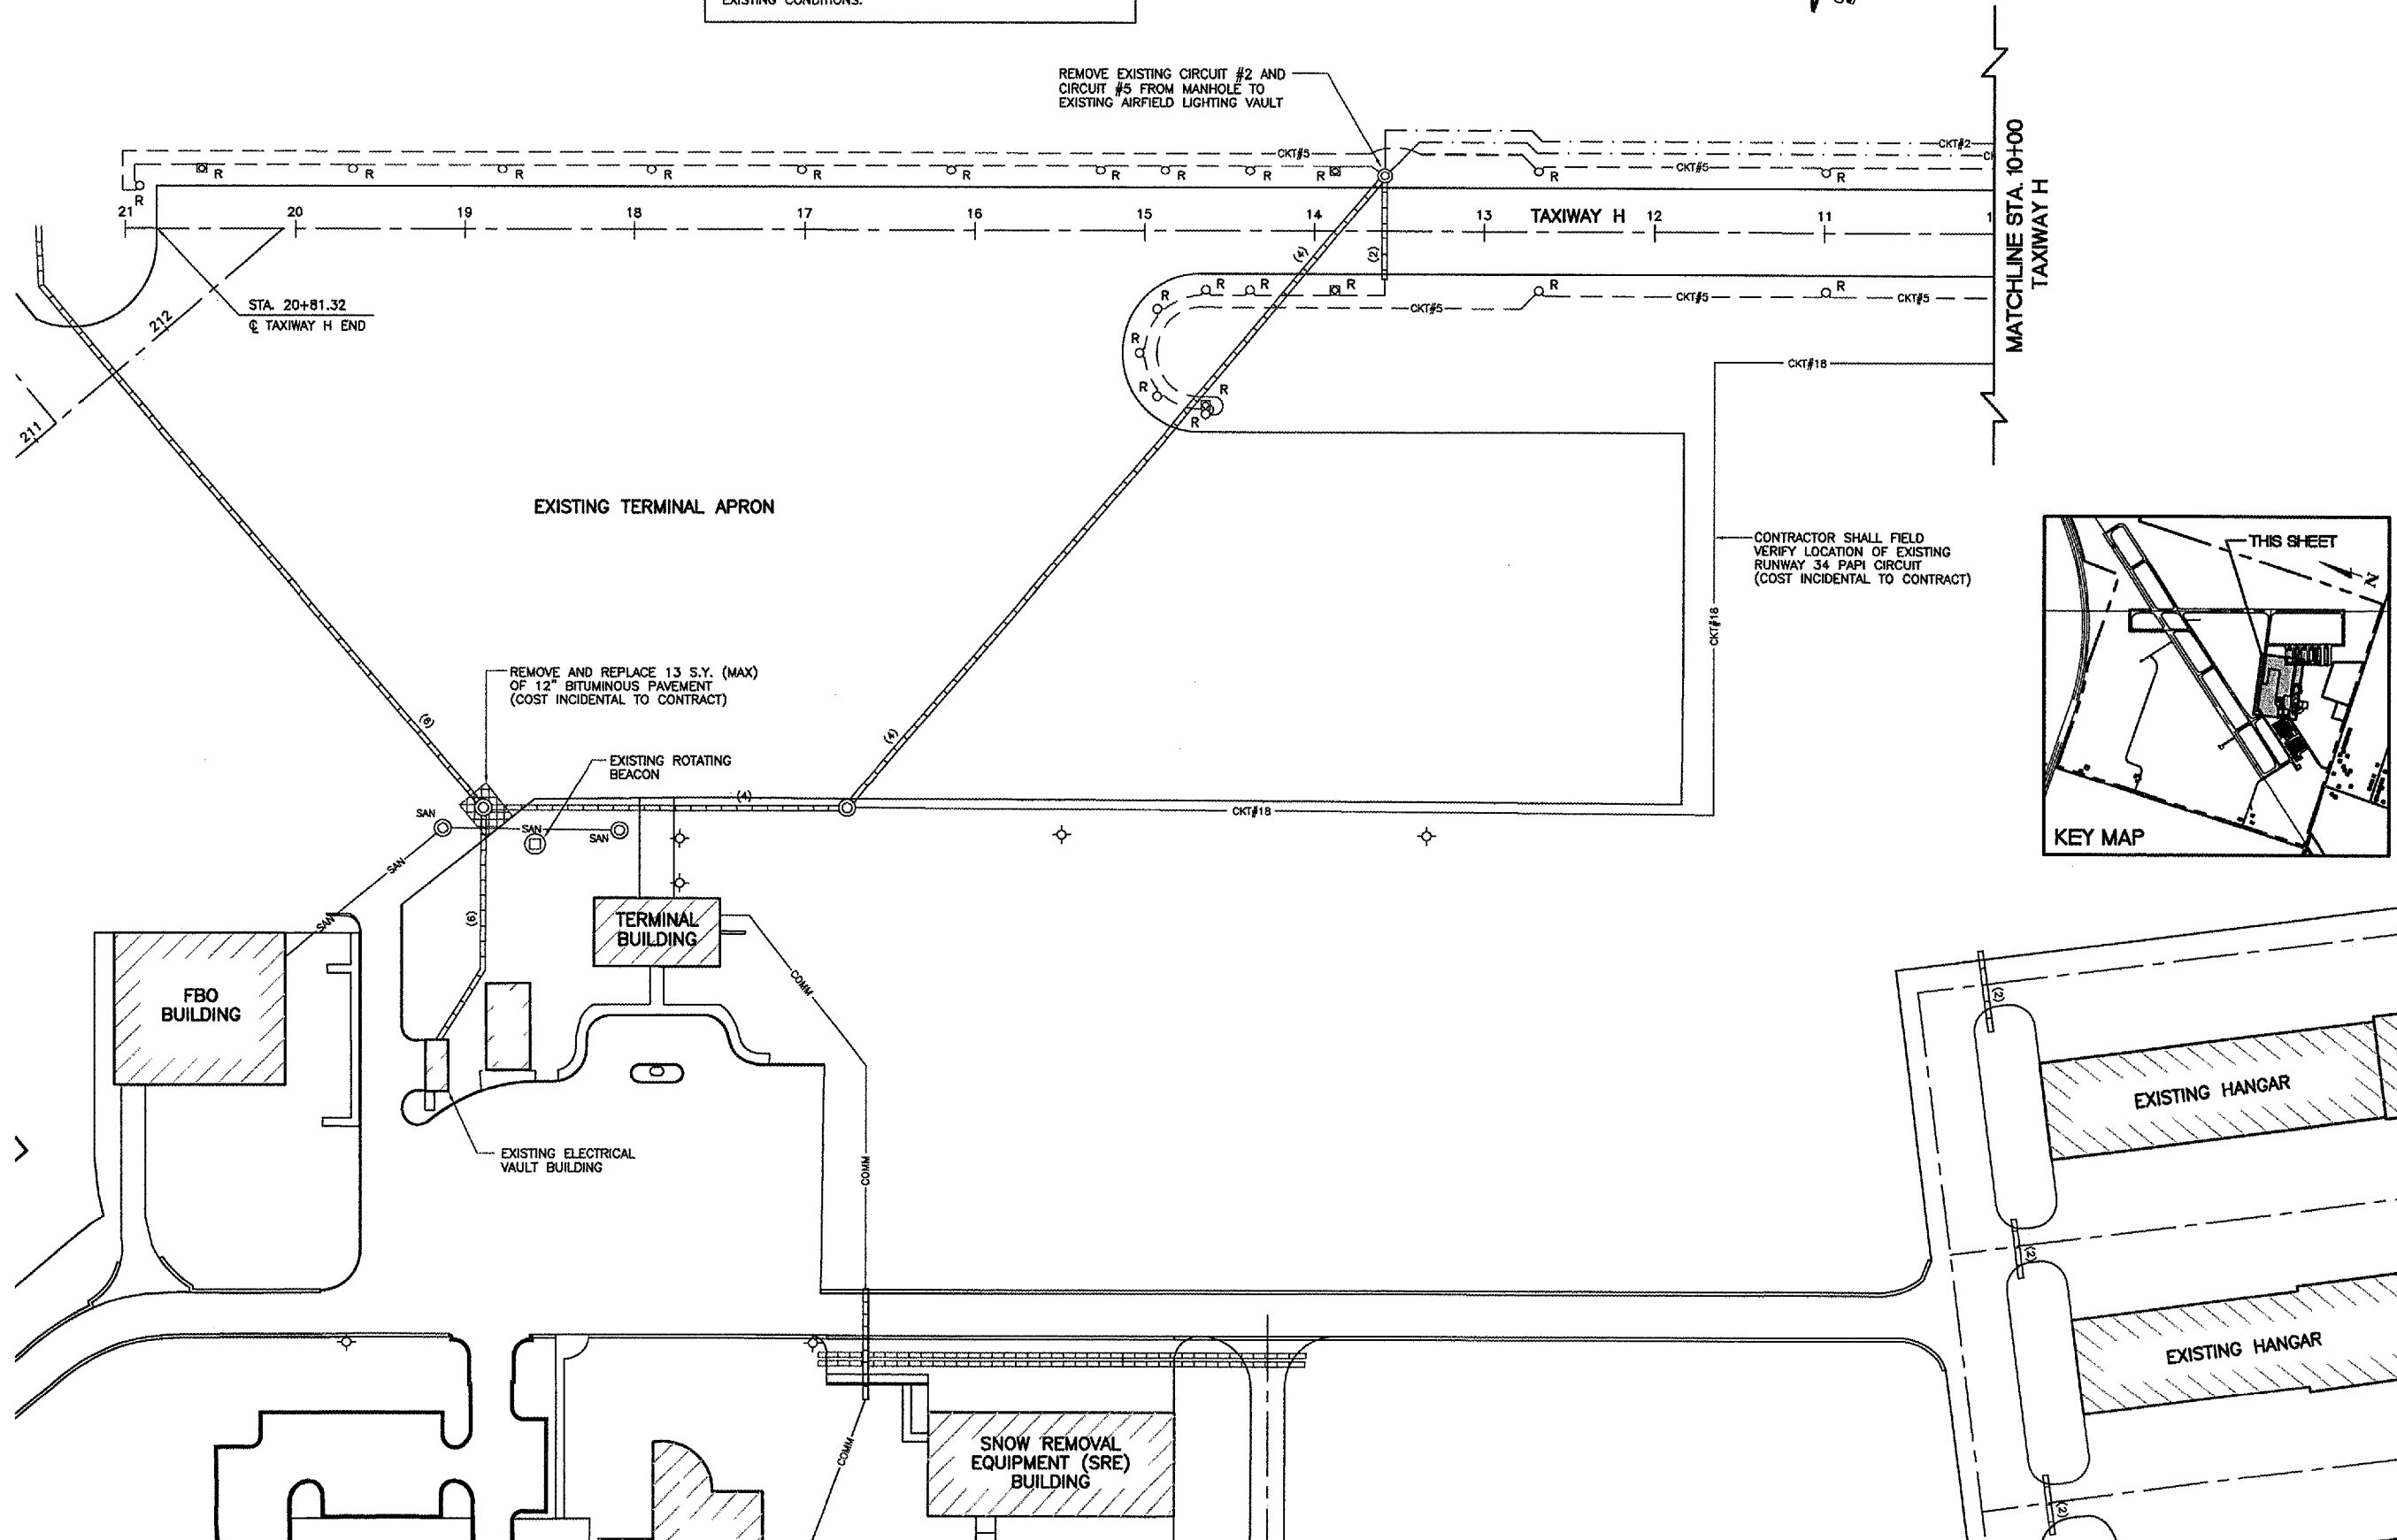 EXISTING CONDITIONS.
REMOVE EXISTING CIRCUIT #2 AND
CIRCUIT #5 FROM MANHOLE TO
EXISTING AIRFIELD LIGHTING VAULT
CKT#2
CKT#5
CKT#5
R
R
R
R
R
R
R
R
R
R
R
R
R
21
20
19
18
17
16
15
14
13
TAXIWAY H
12
11
1
MATCHLINE STA. 10+00
TAXIWAY H
(4)
(2)
STA. 20+81.32
℄ TAXIWAY H END
212
211
R
R
R
R
R
R
R
R
R
R
CKT#5
CKT#5
CKT#5
CKT#18
EXISTING TERMINAL APRON
CONTRACTOR SHALL FIELD
VERIFY LOCATION OF EXISTING
RUNWAY 34 PAPI CIRCUIT
(COST INCIDENTAL TO CONTRACT)
CKT#18
THIS SHEET
N
KEY MAP
REMOVE AND REPLACE 13 S.Y. (MAX)
OF 12" BITUMINOUS PAVEMENT
(COST INCIDENTAL TO CONTRACT)
(4)
EXISTING ROTATING
BEACON
(4)
CKT#18
SAN
SAN
SAN
SAN
SAN
TERMINAL
BUILDING
COMM
FBO
BUILDING
EXISTING ELECTRICAL
VAULT BUILDING
COMM
(2)
EXISTING HANGAR
(2)
EXISTING HANGAR
SNOW REMOVAL
EQUIPMENT (SRE)
BUILDING
COMM
(2)